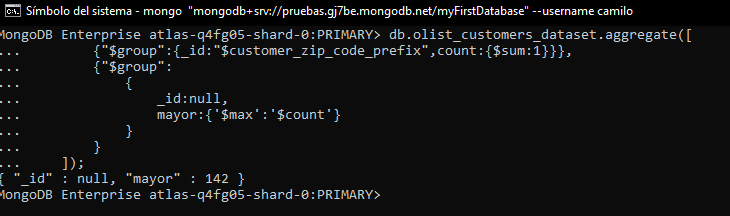 Símbolo del sistema - mongo "mongodb+srv://pruebas.gj7be.mongodb.net/myFirstDatabase" --username camilo
MongoDB Enterprise atlas-q4fg05-shard-0:PRIMARY> db.olist_customers_dataset.aggregate([
... {"$group":{_id:"$customer_zip_code_prefix",count:{$sum:1}}},
... {"$group":
... {
... _id:null,
... mayor:{'$max':'$count'}
... }
... }
... ]);
{ "_id" : null, "mayor" : 142 }
MongoDB Enterprise atlas-q4fg05-shard-0:PRIMARY>